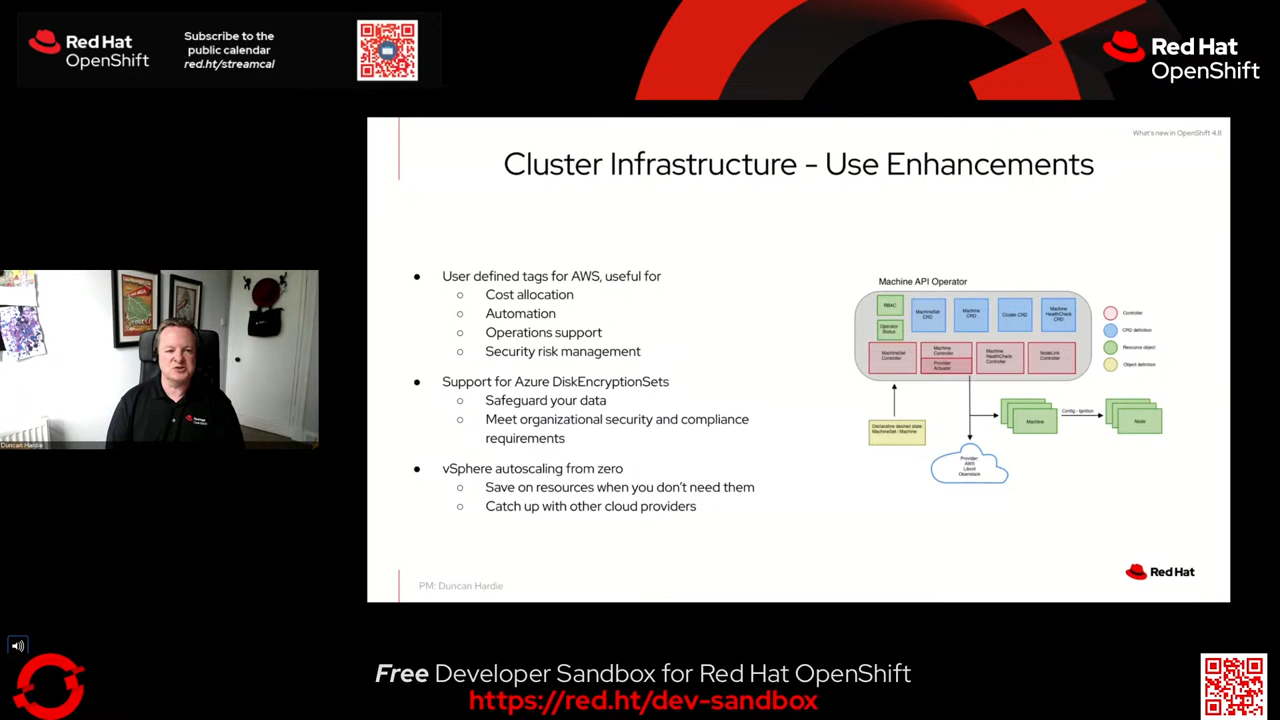 Red Hat
OpenShift
Subscribe to the
public calendar
red.ht/streamcal
Red Hat
OpenShift
What's new in OpenShift 4.8
Cluster Infrastructure - Use Enhancements
● User defined tags for AWS, useful for
○ Cost allocation
○ Automation
○ Operations support
○ Security risk management
● Support for Azure DiskEncryptionSets
○ Safeguard your data
○ Meet organizational security and compliance
requirements
● vSphere autoscaling from zero
○ Save on resources when you don't need them
○ Catch up with other cloud providers
Machine API Operator
RBAC
Operator
Status
MachineSet
CRD
Machine
CRD
Cluster CRD
Machine
HealthCheck
CRD
MachineSet
Controller
Machine
Controller
Provider
Actuator
Machine
HealthCheck
Controller
NodeLink
Controller
Controller
CRD definition
Resource object
Object definition
Declarative desired state
MachineSet / Machine
Machine
Config - Ignition
Node
Provider:
AWS
Libvirt
Openstack
PM: Duncan Hardie
Red Hat
Duncan Hardie
Free Developer Sandbox for Red Hat OpenShift
https://red.ht/dev-sandbox